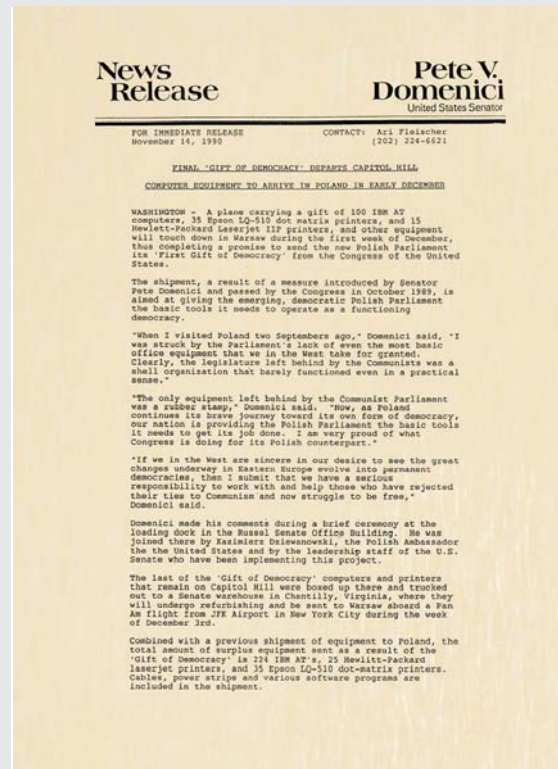 News
Release
Pete V.
Domenici
United States Senator
FOR IMMEDIATE RELEASE
November 14, 1990
CONTACT: Ari Fleischer
(202) 224-6621
FINAL 'GIFT OF DEMOCRACY' DEPARTS CAPITOL HILL
COMPUTER EQUIPMENT TO ARRIVE IN POLAND IN EARLY DECEMBER
WASHINGTON - A plane carrying a gift of 100 IBM AT
computers, 35 Epson LQ-510 dot matrix printers, and 15
Hewlett-Packard Laserjet IIP printers, and other equipment
will touch down in Warsaw during the first week of December,
thus completing a promise to send the new Polish Parliament
its 'First Gift of Democracy' from the Congress of the United
States.
The shipment, a result of a measure introduced by Senator
Pete Domenici and passed by the Congress in October 1989, is
aimed at giving the emerging, democratic Polish Parliament
the basic tools it needs to operate as a functioning
democracy.
"When I visited Poland two Septembers ago," Domenici said, "I
was struck by the Parliament's lack of even the most basic
office equipment that we in the West take for granted.
Clearly, the legislature left behind by the Communists was a
shell organization that barely functioned even in a practical
sense."
"The only equipment left behind by the Communist Parliament
was a rubber stamp," Domenici said. "Now, as Poland
continues its brave journey toward its own form of democracy,
our nation is providing the Polish Parliament the basic tools
it needs to get its job done. I am very proud of what
Congress is doing for its Polish counterpart."
"If we in the West are sincere in our desire to see the great
changes underway in Eastern Europe evolve into permanent
democracies, then I submit that we have a serious
responsibility to work with and help those who have rejected
their ties to Communism and now struggle to be free,"
Domenici said.
Domenici made his comments during a brief ceremony at the
loading dock in the Russel Senate Office Building. He was
joined there by Kazimiers Dziewanowski, the Polish Ambassador
the the United States and by the leadership staff of the U.S.
Senate who have been implementing this project.
The last of the 'Gift of Democracy' computers and printers
that remain on Capitol Hill were boxed up there and trucked
out to a Senate warehouse in Chantilly, Virginia, where they
will undergo refurbishing and be sent to Warsaw aboard a Pan
Am flight from JFK Airport in New York City during the week
of December 3rd.
Combined with a previous shipment of equipment to Poland, the
total amount of surplus equipment sent as a result of the
'Gift of Democracy' is 224 IBM AT's, 25 Hewlitt-Packard
laserjet printers, and 35 Epson LQ-510 dot-matrix printers.
Cables, power stripe and various software programs are
included in the shipment.